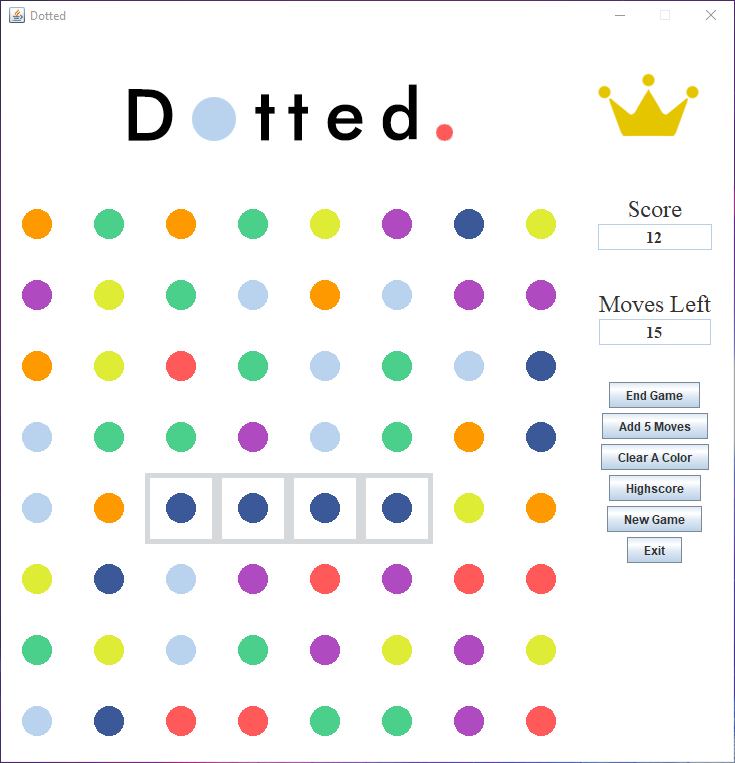 Dotted
Dotted.
Score
12
Moves Left
15
End Game
Add 5 Moves
Clear A Color
Highscore
New Game
Exit